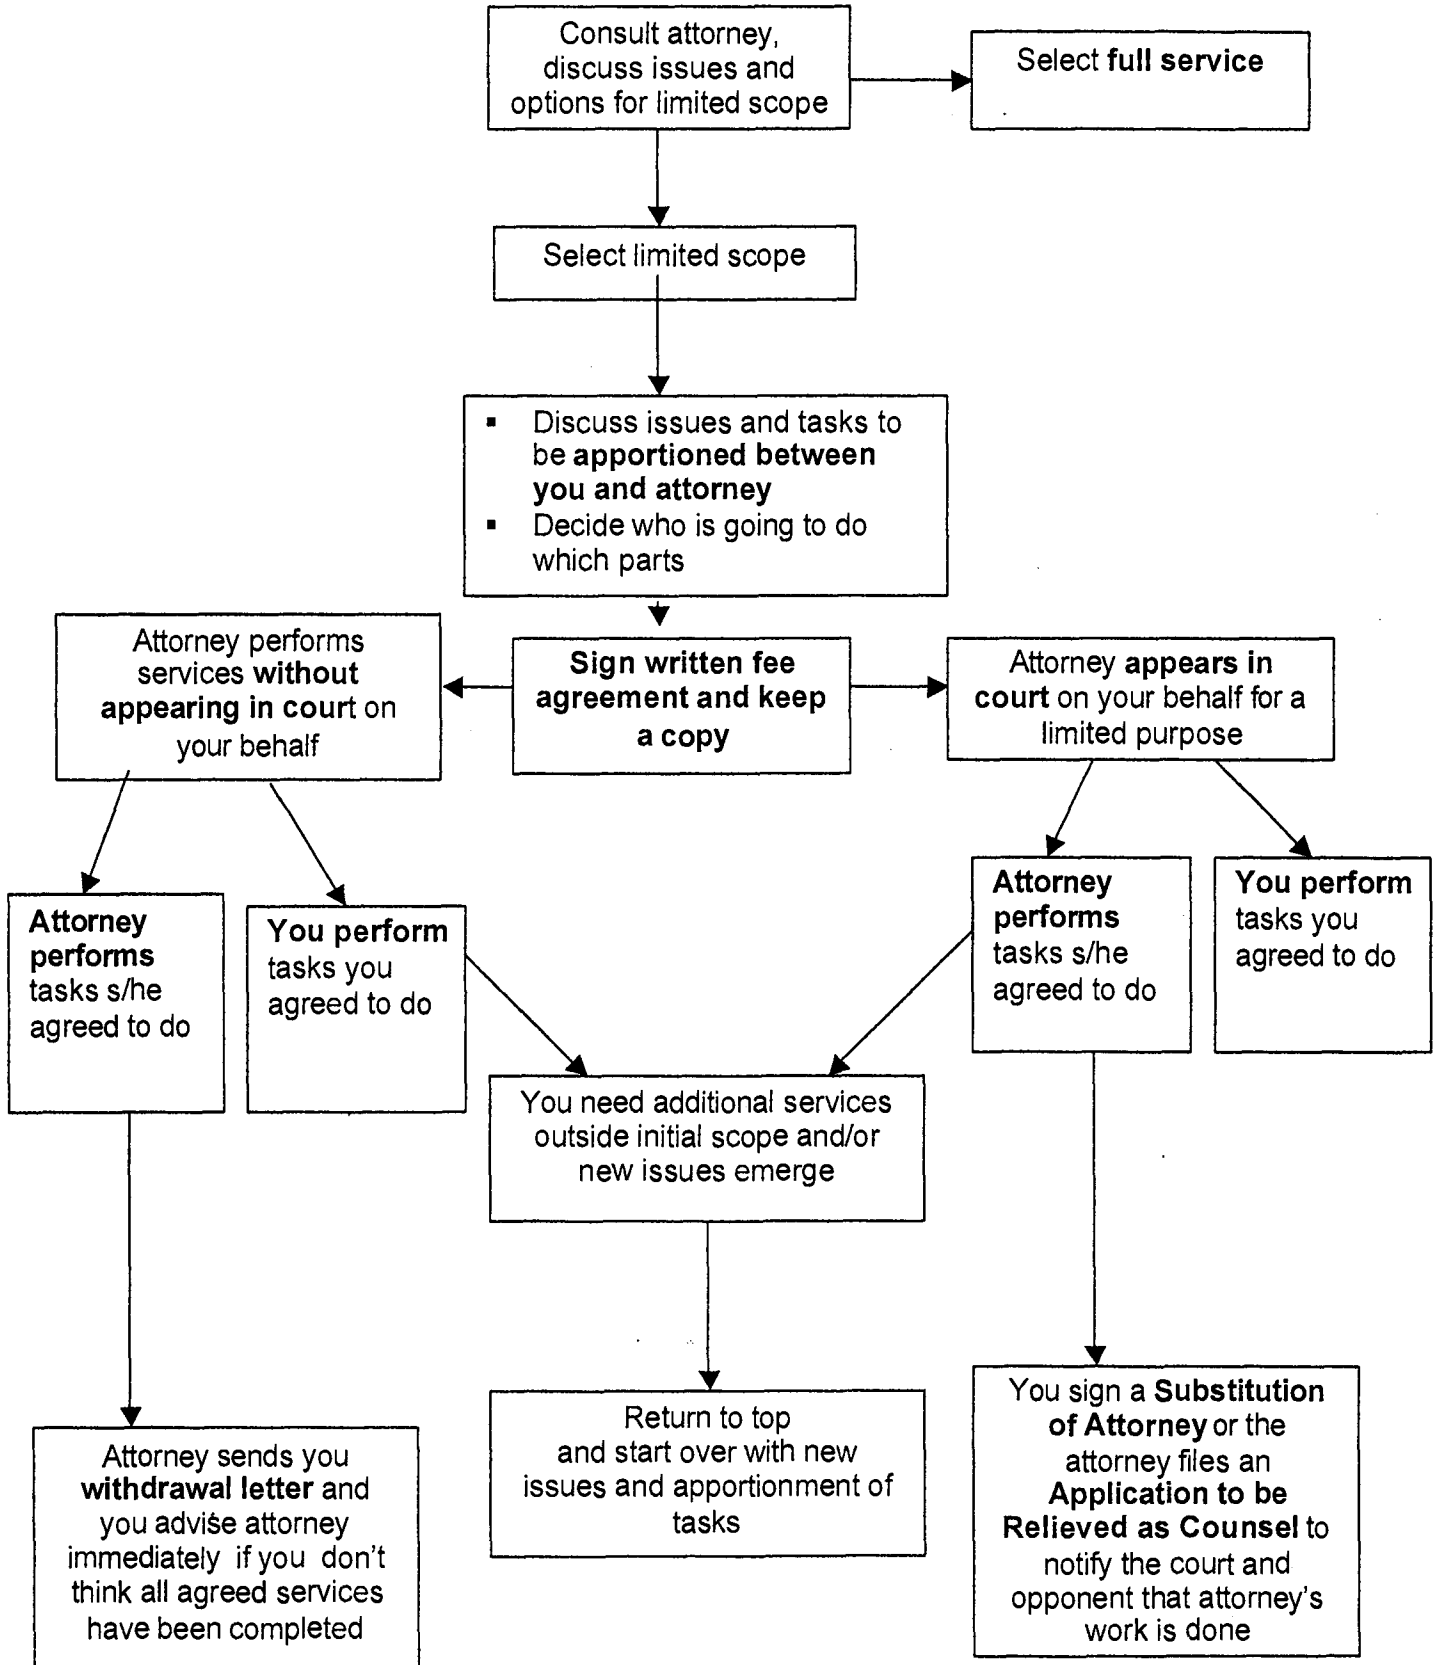 Consult attorney,
discuss issues and
options for limited scope
Select full service
Select limited scope
▪ Discuss issues and tasks to
be apportioned between
you and attorney
▪ Decide who is going to do
which parts
Attorney performs
services without
appearing in court on
your behalf
Sign written fee
agreement and keep
a copy
Attorney appears in
court on your behalf for a
limited purpose
Attorney
performs
tasks s/he
agreed to do
You perform
tasks you
agreed to do
Attorney
performs
tasks s/he
agreed to do
You perform
tasks you
agreed to do
You need additional services
outside initial scope and/or
new issues emerge
Attorney sends you
withdrawal letter and
you advise attorney
immediately if you don't
think all agreed services
have been completed
Return to top
and start over with new
issues and apportionment of
tasks
You sign a Substitution
of Attorney or the
attorney files an
Application to be
Relieved as Counsel to
notify the court and
opponent that attorney's
work is done